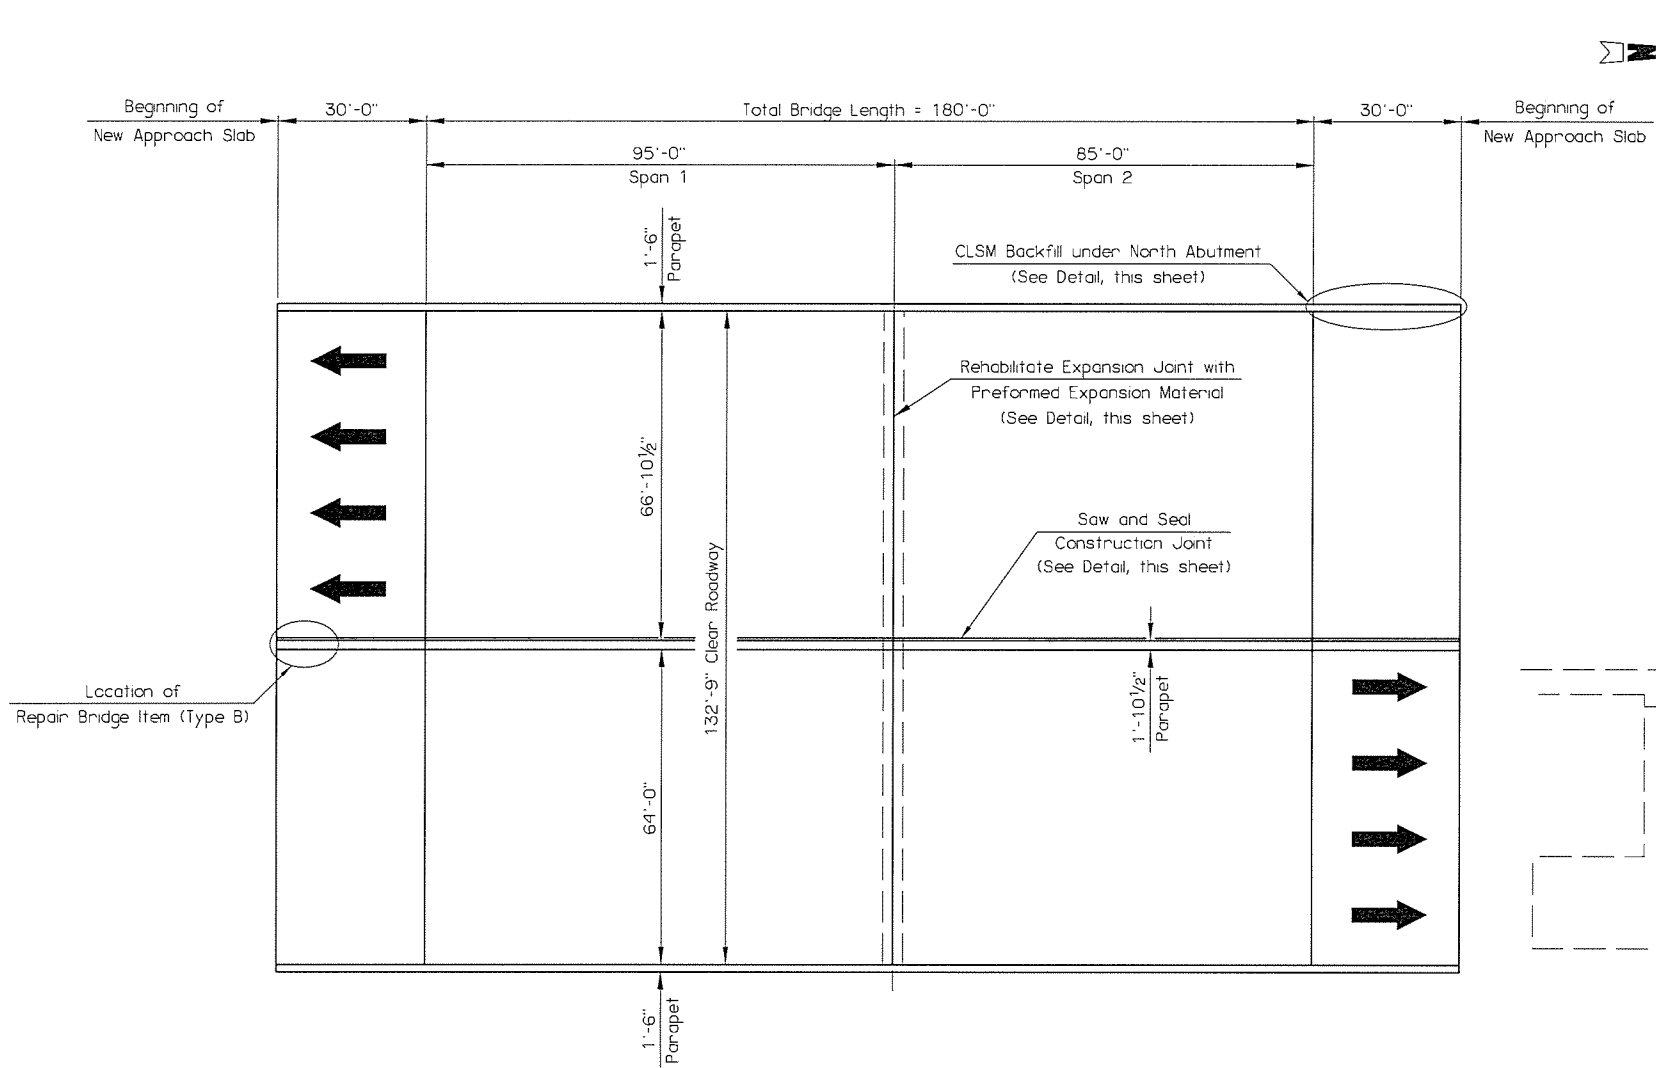 N
Beginning of
New Approach Slab
30'-0"
Total Bridge Length = 180'-0"
30'-0"
Beginning of
New Approach Slab
95'-0"
Span 1
85'-0"
Span 2
1'-6"
Parapet
CLSM Backfill under North Abutment
(See Detail, this sheet)
Rehabilitate Expansion Joint with
Preformed Expansion Material
(See Detail, this sheet)
66'-10½"
Saw and Seal
Construction Joint
(See Detail, this sheet)
132'-9" Clear Roadway
Location of
Repair Bridge Item (Type B)
1'-10½"
Parapet
64'-0"
1'-6"
Parapet